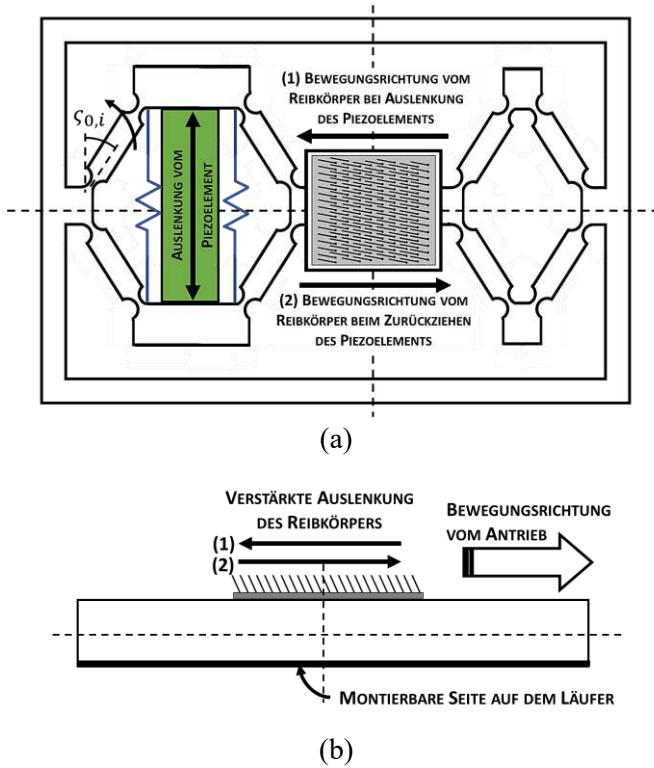 (1) BEWEGUNGSRICHTUNG VOM
REIBKÖRPER BEI AUSLENKUNG
DES PIEZOELEMENTS
ς0,i
AUSLENKUNG VOM
PIEZOELEMENT
(2) BEWEGUNGSRICHTUNG VOM
REIBKÖRPER BEIM ZURÜCKZIEHEN
DES PIEZOELEMENTS
(a)
VERSTÄRKTE AUSLENKUNG
DES REIBKÖRPERS
(1)
(2)
BEWEGUNGSRICHTUNG
VOM ANTRIEB
MONTIERBARE SEITE AUF DEM LÄUFER
(b)